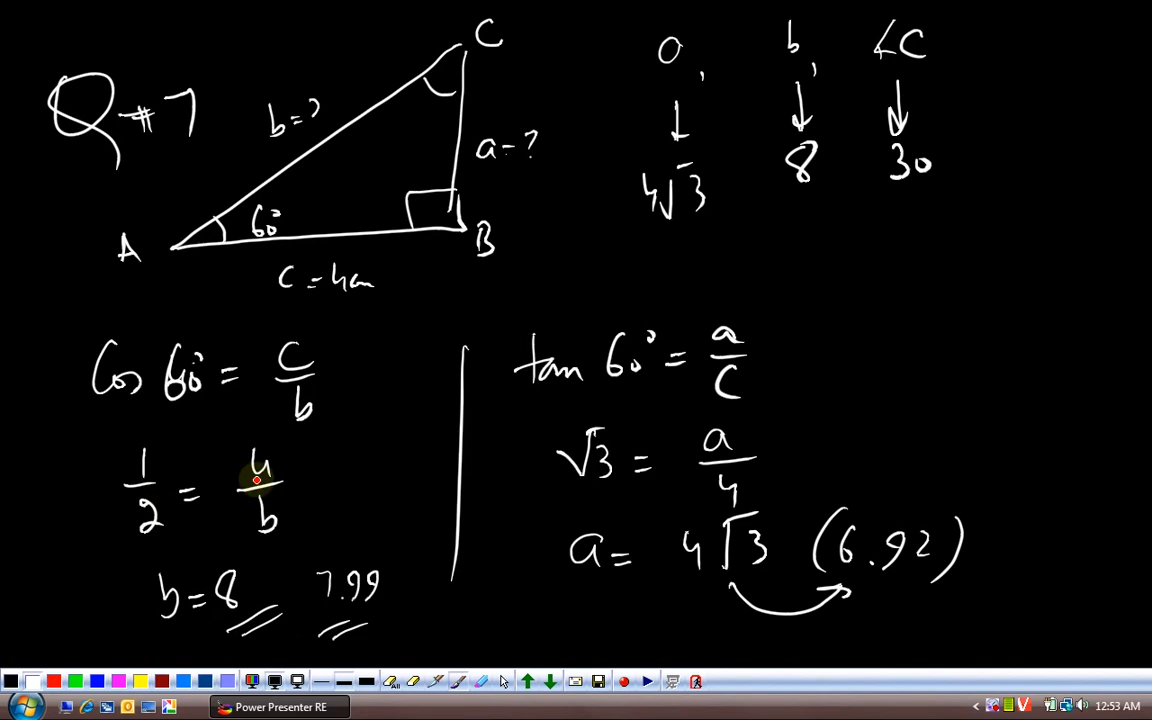 Q#7
C
b=?
a=?
60°
A
B
c=4cm
a, b, <C
4√3 8 30
Cos 60° = c/b
1/2 = 4/b
b=8 7.99
tan 60° = a/c
√3 = a/4
a= 4√3 (6.92)
All
Power Presenter RE
12:53 AM